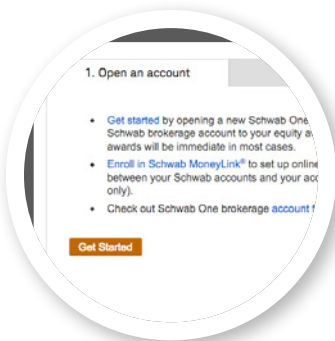 1. Open an account
• Get started by opening a new Schwab One
Schwab brokerage account to your equity
awards will be immediate in most cases.
• Enroll in Schwab MoneyLink® to set up online
between your Schwab accounts and your
only).
• Check out Schwab One brokerage account
Get Started